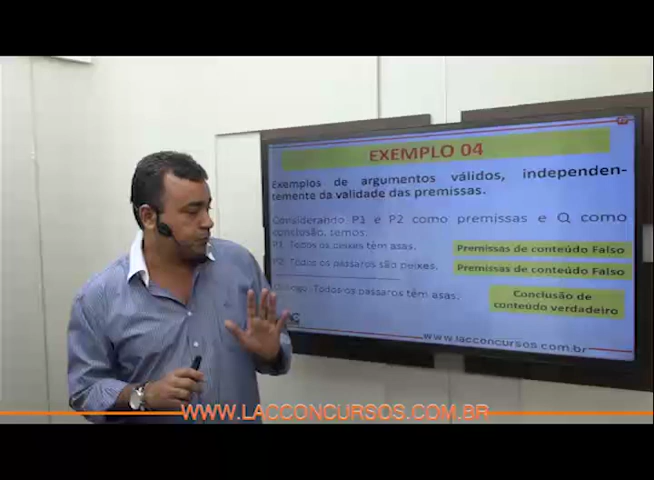 EXEMPLO 04
Exemplos de argumentos válidos, independen-
temente da validade das premissas.
Considerando P1 e P2 como premissas e Q como
conclusão, temos:
P1: Todos os peixes têm asas.
Premissas de conteúdo Falso
P2: Todos os pássaros são peixes.
Premissas de conteúdo Falso
Todos os pássaros têm asas.
Conclusão de
conteúdo verdadeiro
www.lacconcursos.com.br
WWW.LACCONCURSOS.COM.BR